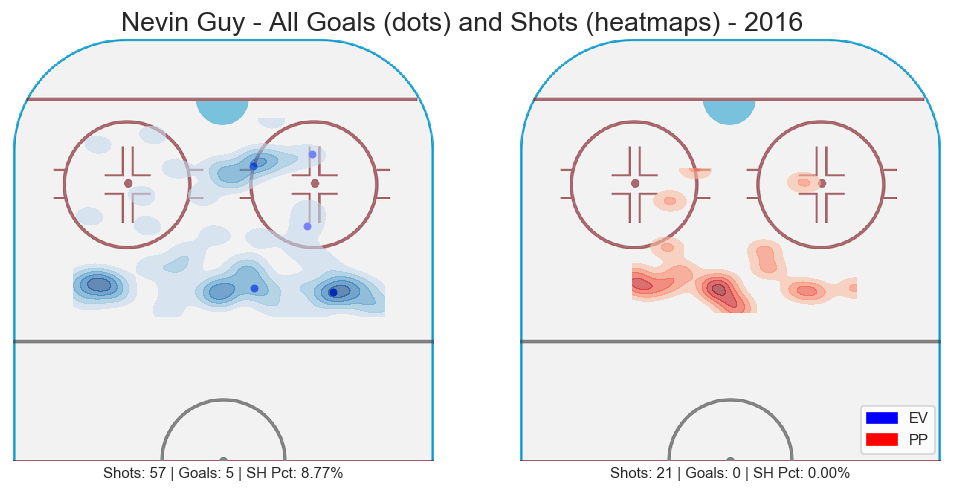 Nevin Guy - All Goals (dots) and Shots (heatmaps) - 2016
EV
PP
Shots: 57 | Goals: 5 | SH Pct: 8.77%
Shots: 21 | Goals: 0 | SH Pct: 0.00%